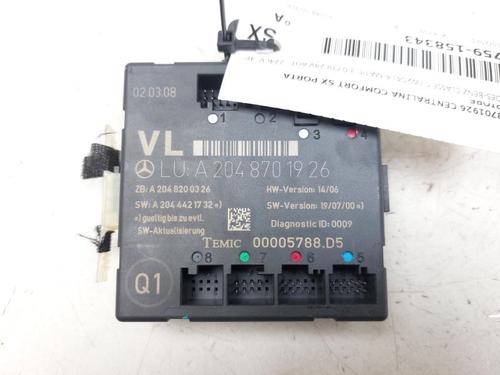 02.03.08
1
2
3
4
VL
LU: A 204 870 19 26
ZB: A 204 820 03 26
HW-Version: 14/06
SW: A 204 442 17 32 *)
SW-Version: 19/07/00 *)
*) gueltig bis zu evtl.
SW-Aktualisierung
Diagnostic ID: 0009
TEMIC 00005788.D5
Q1
8
7
6
5
SX
759-158343
8701926 CENTRALINA COMFORT SX PORTA